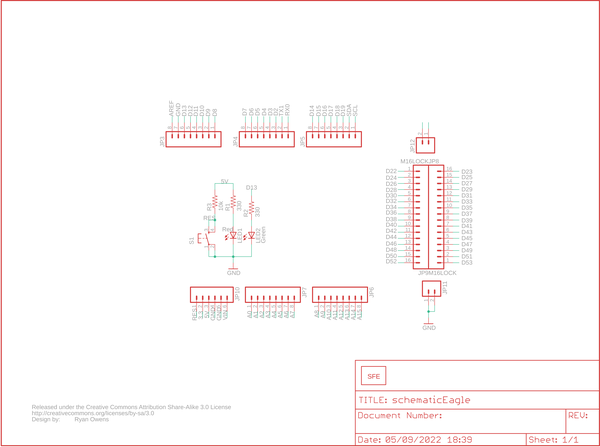 AREF
GND
D13
D12
D11
D10
D9
D8
JP3
D7
D6
D5
D4
D3
D2
TX1
RX0
JP4
D14
D15
D16
D17
D18
D19
SDA
SCL
JP5
JP12
M16LOCKJP8
D22
D24
D26
D28
D30
D32
D34
D36
D38
D40
D42
D44
D46
D48
D50
D52
D23
D25
D27
D29
D31
D33
D35
D37
D39
D41
D43
D45
D47
D49
D51
D53
JP9M16LOCK
5V
D13
R3
10k
R1
330
R2
330
RES
S1
Red
LED1
LED2
Green
GND
JP10
RES
3.3
5V
GND
GND
VIN
JP7
A0
A1
A2
A3
A4
A5
A6
A7
JP6
A8
A9
A10
A11
A12
A13
A14
A15
JP11
GND
SFE
TITLE: schematicEagle
Document Number:
REV:
Date: 05/09/2022 18:39
Sheet: 1/1
Released under the Creative Commons Attribution Share-Alike 3.0 License
http://creativecommons.org/licenses/by-sa/3.0
Design by: Ryan Owens